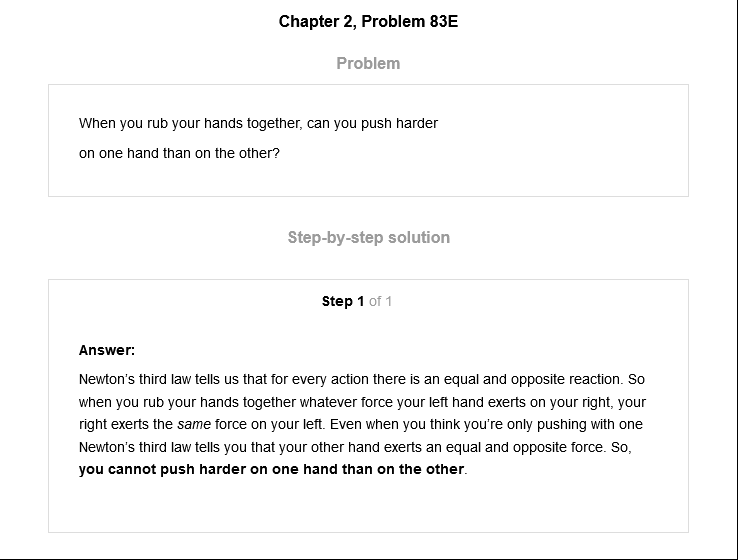 Chapter 2, Problem 83E
Problem
When you rub your hands together, can you push harder
on one hand than on the other?
Step-by-step solution
Step 1 of 1
Answer:
Newton’s third law tells us that for every action there is an equal and opposite reaction. So
when you rub your hands together whatever force your left hand exerts on your right, your
right exerts the same force on your left. Even when you think you’re only pushing with one
Newton’s third law tells you that your other hand exerts an equal and opposite force. So,
you cannot push harder on one hand than on the other.